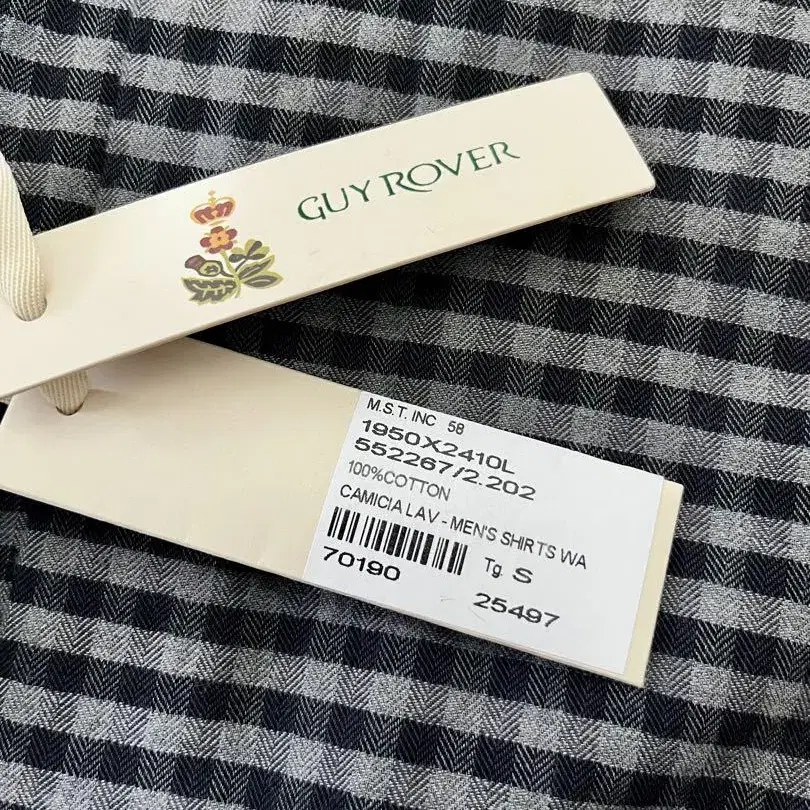 GUY ROVER
M.S.T. INC 58
1950X2410L
552267/2.202
100%COTTON
CAMICIA LAV - MEN'S SHIRTS WA
Tg. S
70190
25497